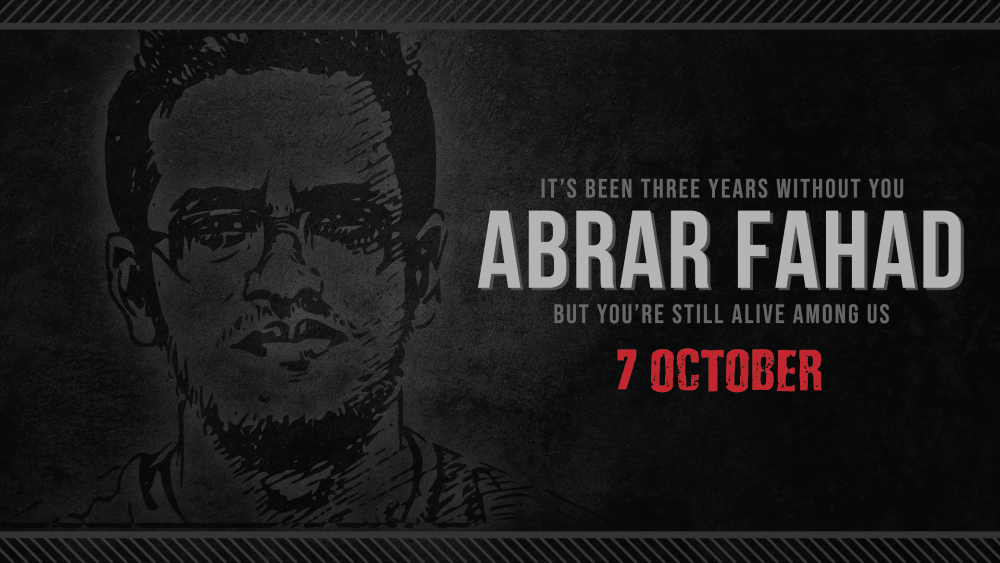 IT'S BEEN THREE YEARS WITHOUT YOU
ABRAR FAHAD
BUT YOU'RE STILL ALIVE AMONG US
7 OCTOBER